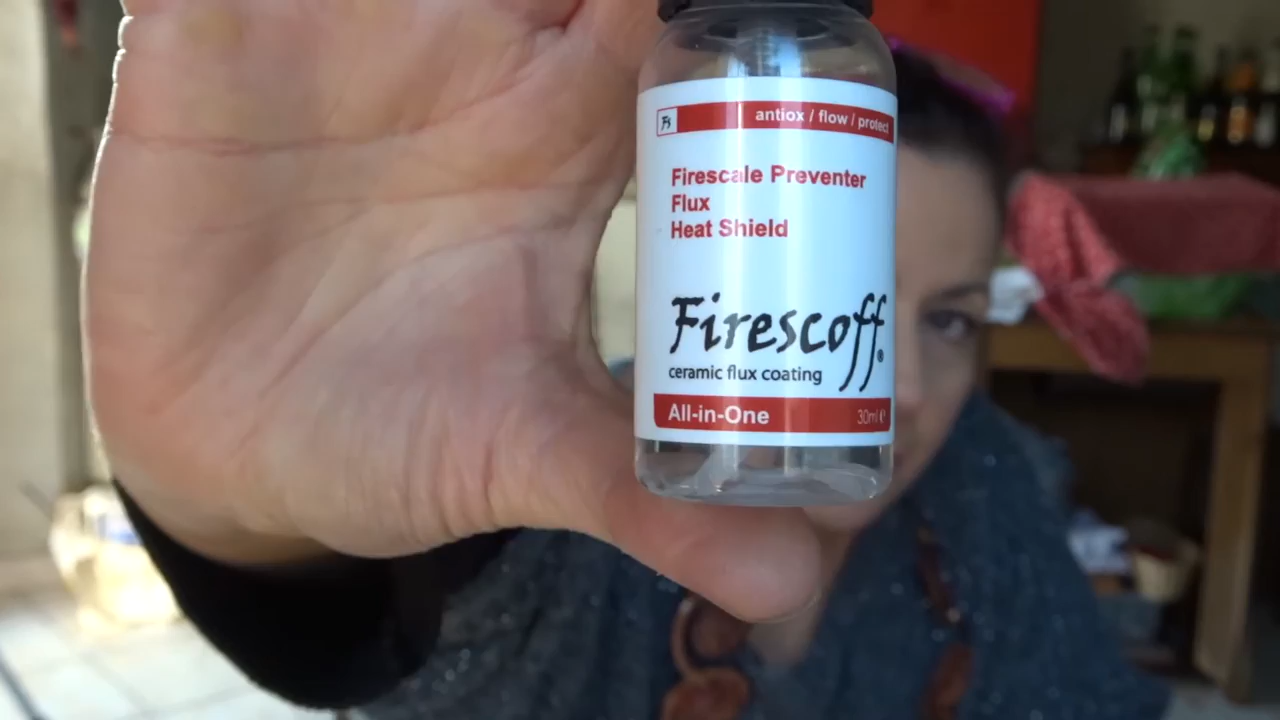 Fs antiox / flow / protect
Firescale Preventer
Flux
Heat Shield
Firescoff®
ceramic flux coating
All-in-One 30ml ℮